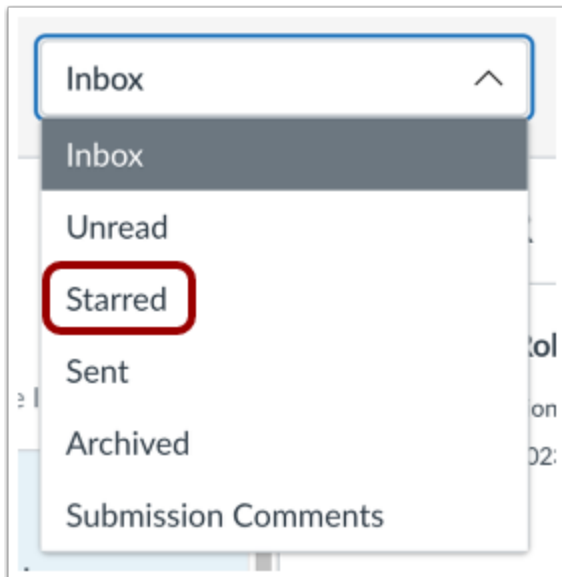 Inbox
Inbox
Unread
Starred
Sent
Archived
Submission Comments